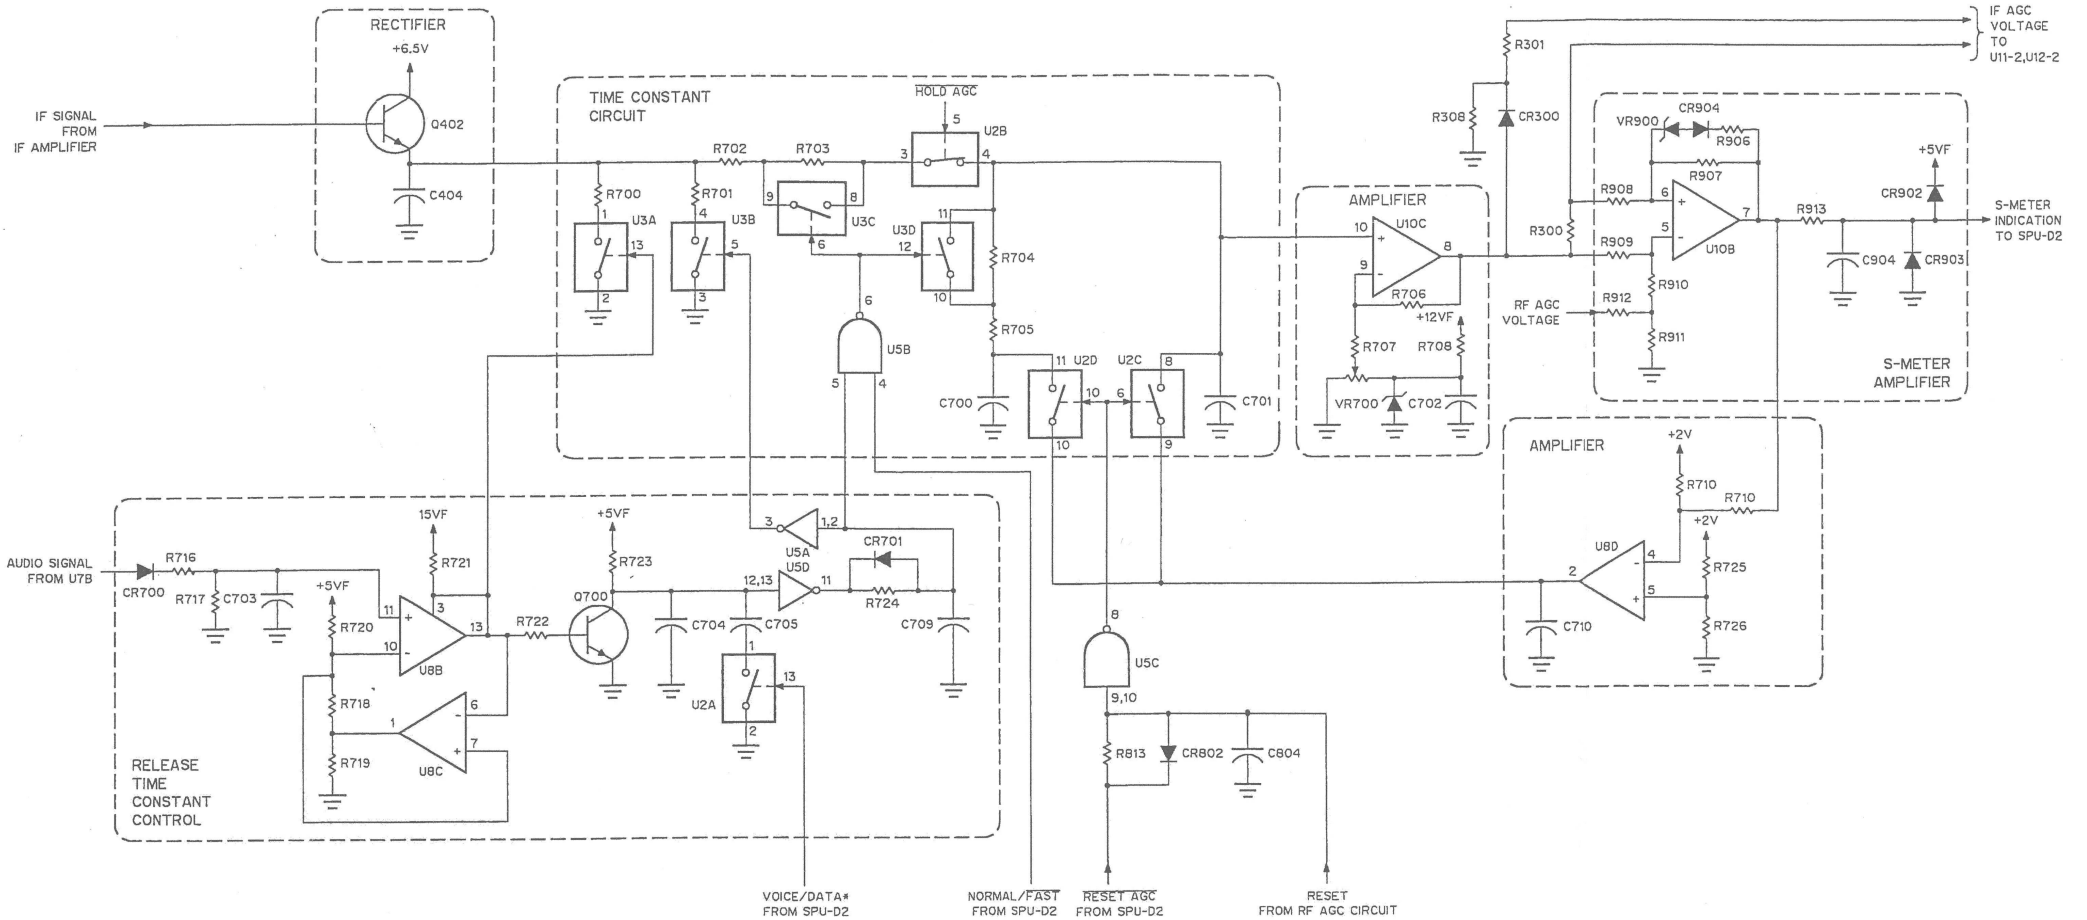 RECTIFIER
+6.5V
Q402
C404
IF SIGNAL
FROM
IF AMPLIFIER
TIME CONSTANT
CIRCUIT
HOLD AGC
5
U2B
3
4
R702
R703
R700
R701
1
U3A
13
2
4
U3B
5
3
9
8
U3C
6
U3D
11
12
10
R704
R705
6
U5B
5
4
C700
11
U2D
10
10
U2C
8
6
9
C701
AMPLIFIER
U10C
10
+
9
-
8
R706
+12VF
R707
R708
VR700
C702
R301
R308
CR300
IF AGC
VOLTAGE
TO
U11-2,U12-2
CR904
VR900
R906
R907
R908
6
+
5
-
7
U10B
R300
R909
R910
R912
R911
RF AGC
VOLTAGE
R913
+5VF
CR902
C904
CR903
S-METER
INDICATION
TO SPU-D2
S-METER
AMPLIFIER
AMPLIFIER
+2V
R710
R710
+2V
U8D
4
-
5
+
2
R725
R726
C710
AUDIO SIGNAL
FROM U7B
CR700
R716
R717
C703
+5VF
R720
15VF
R721
11
+
3
10
-
13
U8B
R718
R719
1
6
-
7
+
U8C
R722
Q700
+5VF
R723
C704
C705
12,13
U5D
11
U5A
3
1,2
CR701
R724
C709
1
U2A
13
2
RELEASE
TIME
CONSTANT
CONTROL
8
U5C
9,10
R813
CR802
C804
VOICE/DATA*
FROM SPU-D2
NORMAL/FAST
FROM SPU-D2
RESET AGC
FROM SPU-D2
RESET
FROM RF AGC CIRCUIT